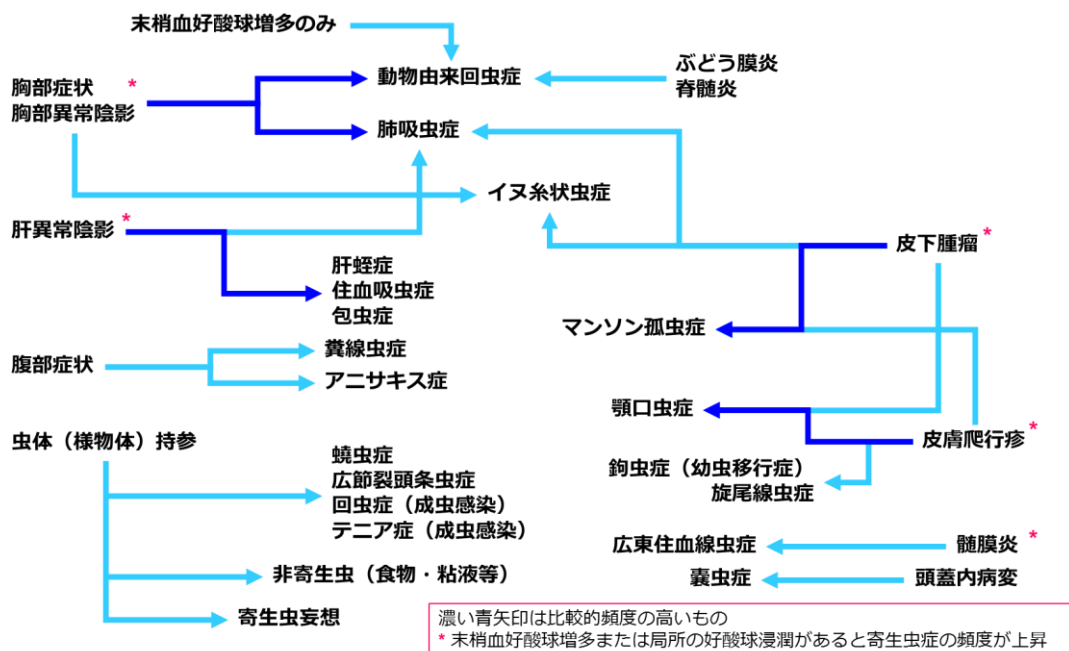 末梢血好酸球増多のみ
胸部症状 *
胸部異常陰影
動物由来回虫症
ぶどう膜炎
脊髄炎
肺吸虫症
イヌ糸状虫症
肝異常陰影 *
皮下腫瘤 *
肝蛭症
住血吸虫症
包虫症
マンソン孤虫症
腹部症状
糞線虫症
アニサキス症
顎口虫症
皮膚爬行疹 *
虫体（様物体）持参
蟯虫症
広節裂頭条虫症
回虫症（成虫感染）
テニア症（成虫感染）
鉤虫症（幼虫移行症）
旋尾線虫症
広東住血線虫症
髄膜炎 *
非寄生虫（食物・粘液等）
嚢虫症
頭蓋内病変
寄生虫妄想
濃い青矢印は比較的頻度の高いもの
* 末梢血好酸球増多または局所の好酸球浸潤があると寄生虫症の頻度が上昇